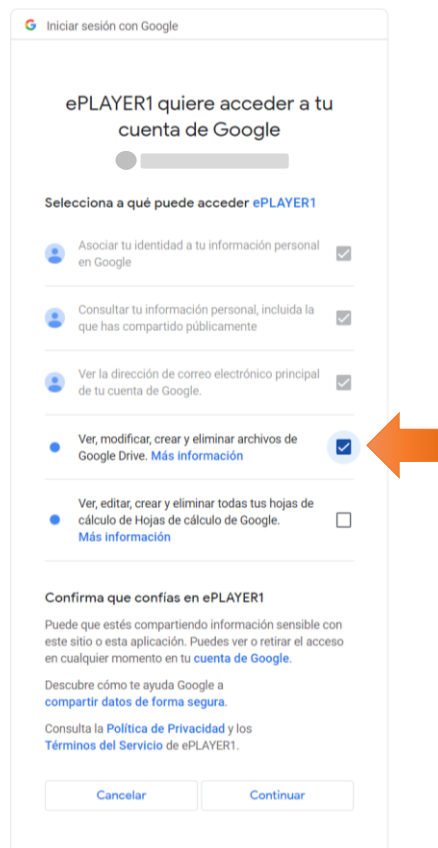 Iniciar sesión con Google
ePLAYER1 quiere acceder a tu
cuenta de Google
Selecciona a qué puede acceder ePLAYER1
Asociar tu identidad a tu información personal
en Google
Consultar tu información personal, incluida la
que has compartido públicamente
Ver la dirección de correo electrónico principal
de tu cuenta de Google.
Ver, modificar, crear y eliminar archivos de
Google Drive. Más información
Ver, editar, crear y eliminar todas tus hojas de
cálculo de Hojas de cálculo de Google.
Más información
Confirma que confías en ePLAYER1
Puede que estés compartiendo información sensible con
este sitio o esta aplicación. Puedes ver o retirar el acceso
en cualquier momento en tu cuenta de Google.
Descubre cómo te ayuda Google a
compartir datos de forma segura.
Consulta la Política de Privacidad y los
Términos del Servicio de ePLAYER1.
Cancelar
Continuar